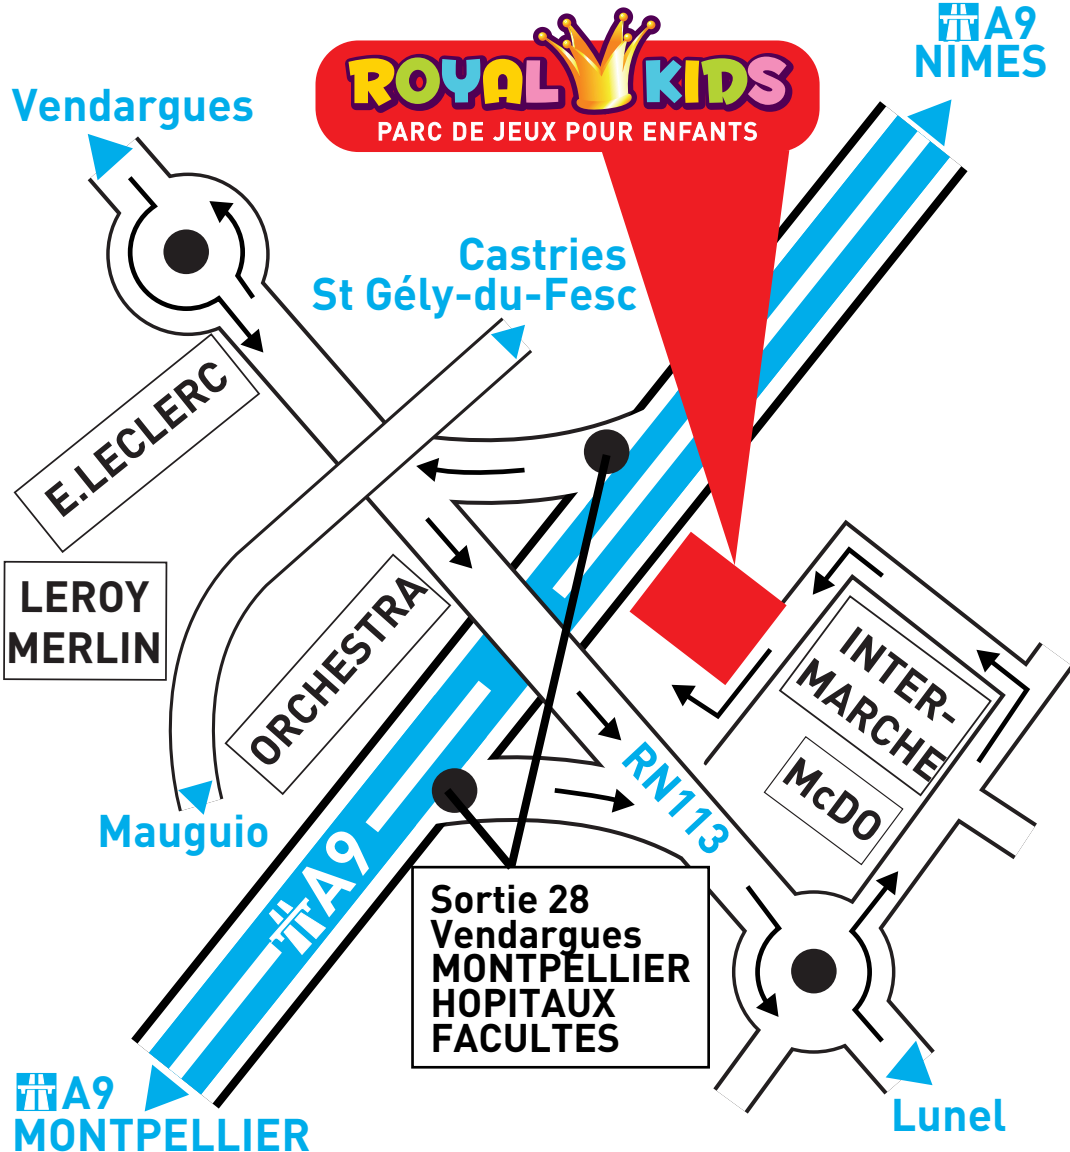 A9
NIMES
ROYAL KIDS
PARC DE JEUX POUR ENFANTS
Vendargues
Castries
St Gély-du-Fesc
E.LECLERC
LEROY
MERLIN
ORCHESTRA
INTER-
MARCHE
McDO
RN113
Mauguio
A9
Sortie 28
Vendargues
MONTPELLIER
HOPITAUX
FACULTES
A9
MONTPELLIER
Lunel